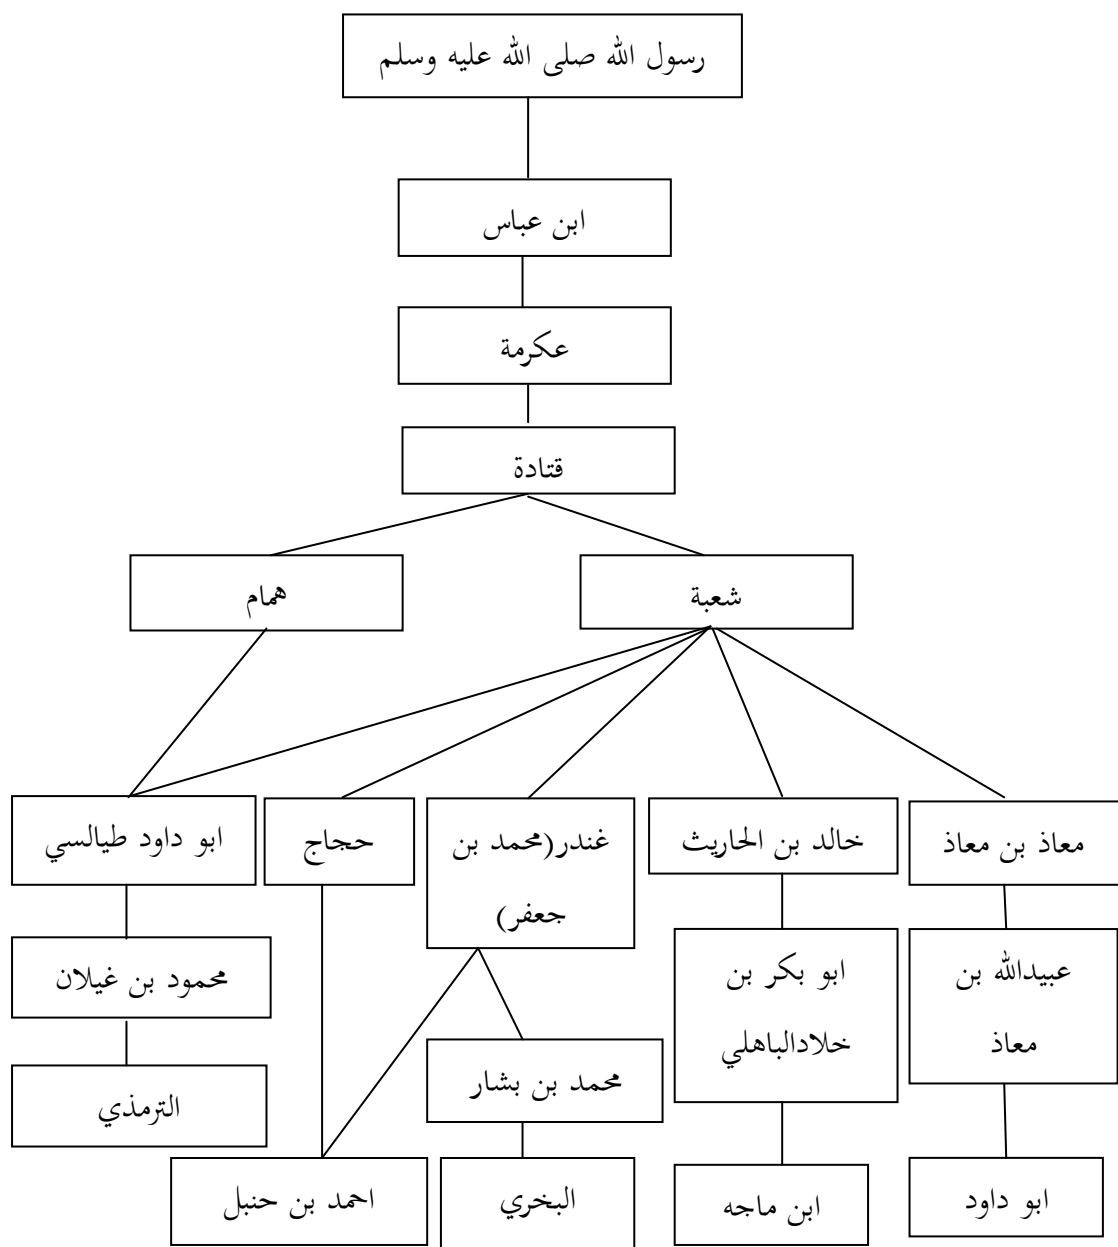 رسول الله صلى الله عليه وسلم
ابن عباس
عكرمة
قتادة
شعبة
همام
معاذ بن معاذ
خالد بن الحاريث
غندر(محمد بن
جعفر)
حجاج
ابو داود طيالسي
عبيدالله بن
معاذ
ابو بكر بن
خلادالباهلي
محمود بن غيلان
محمد بن بشار
الترمذي
ابو داود
ابن ماجه
البخري
احمد بن حنبل